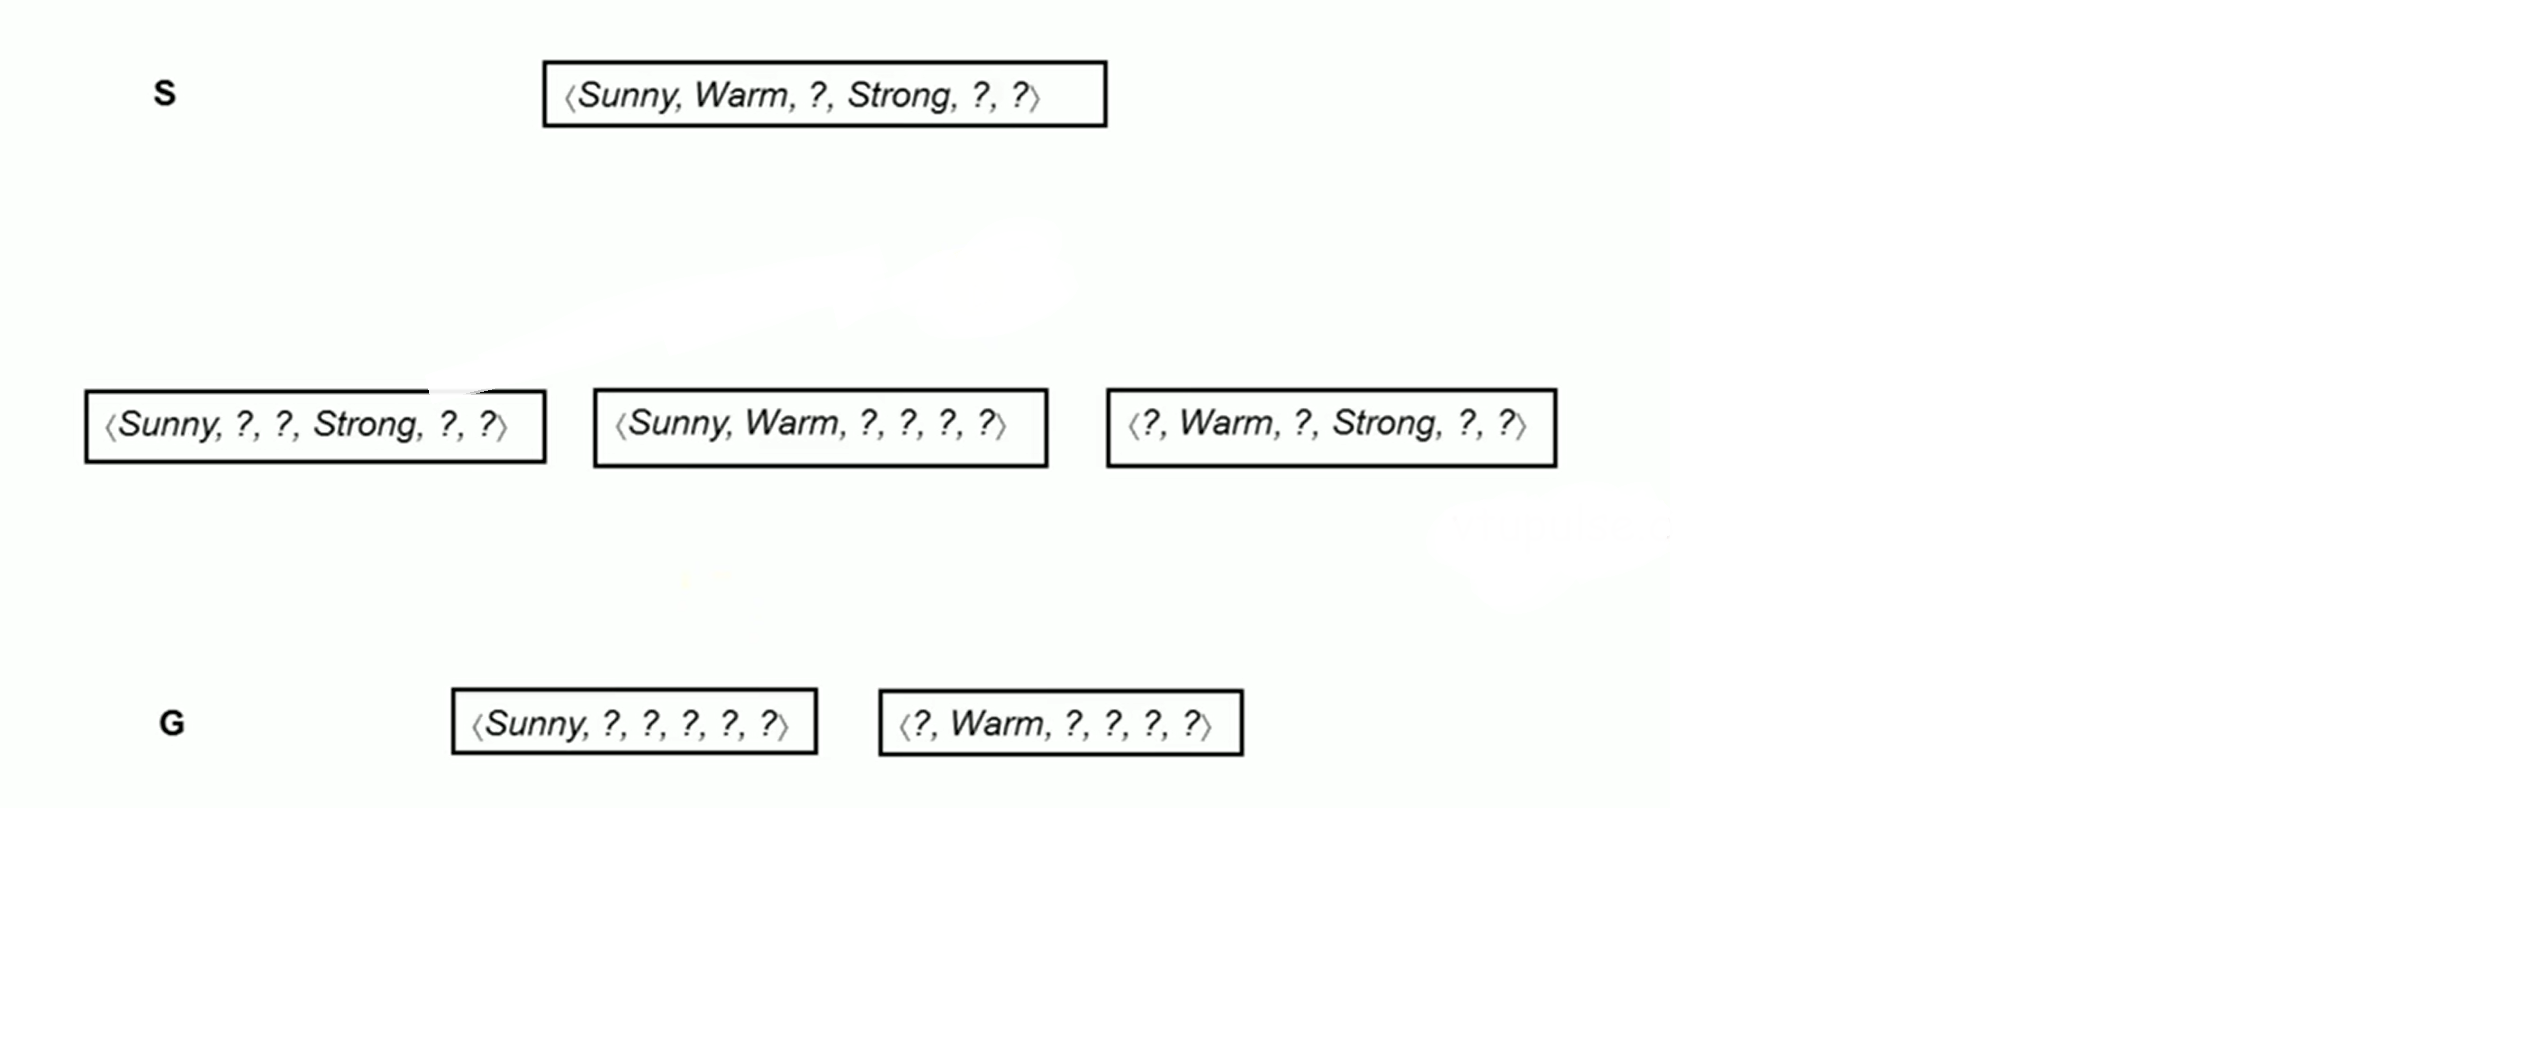 S
⟨Sunny, Warm, ?, Strong, ?, ?⟩
⟨Sunny, ?, ?, Strong, ?, ?⟩
⟨Sunny, Warm, ?, ?, ?, ?⟩
⟨?, Warm, ?, Strong, ?, ?⟩
G
⟨Sunny, ?, ?, ?, ?, ?⟩
⟨?, Warm, ?, ?, ?, ?⟩